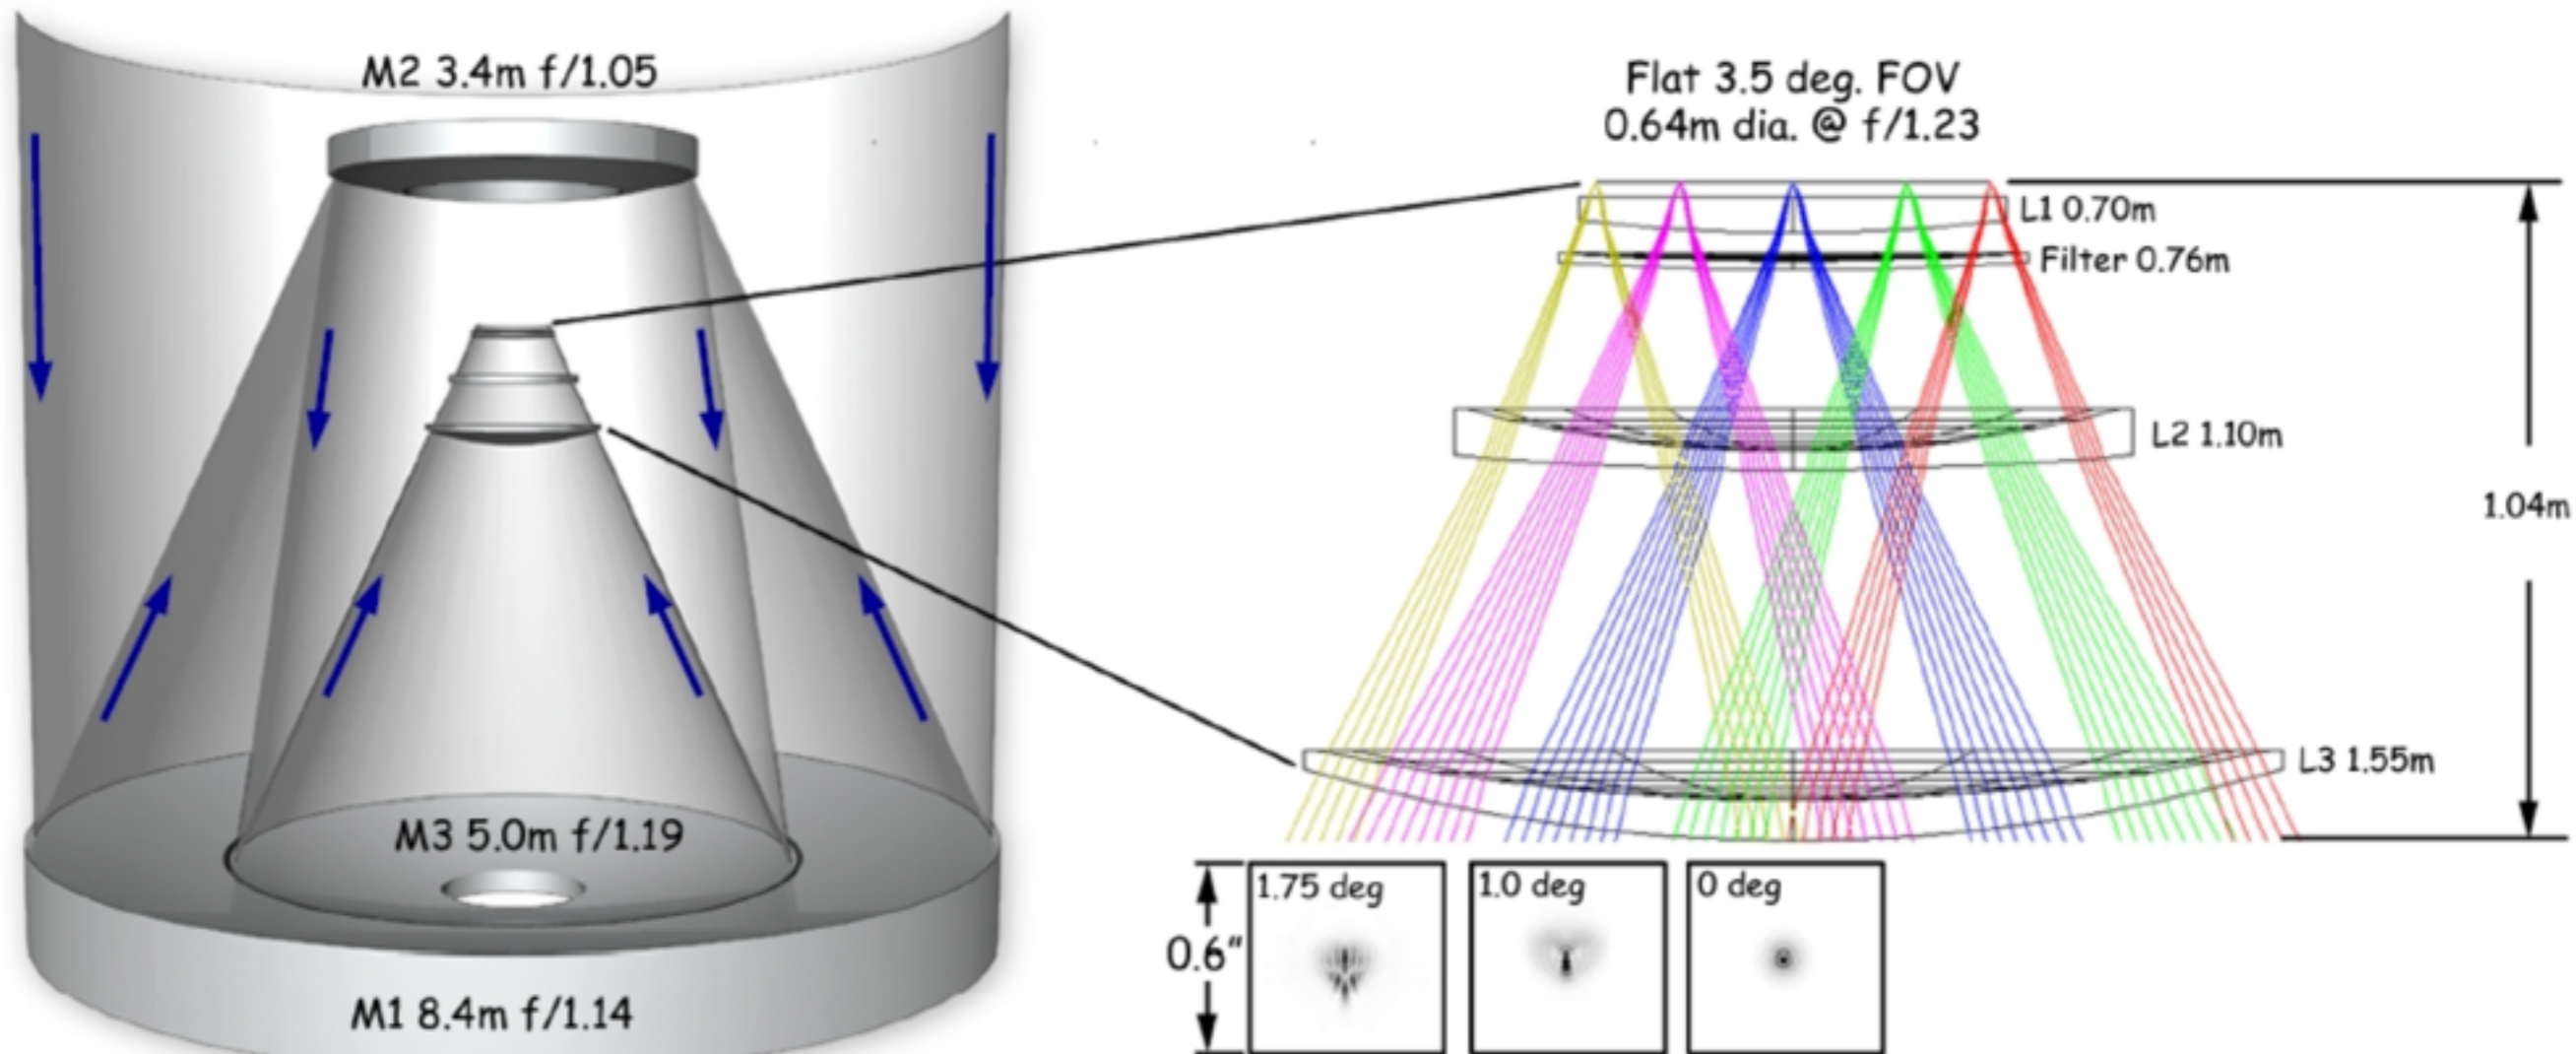 M2 3.4m f/1.05
M3 5.0m f/1.19
M1 8.4m f/1.14
Flat 3.5 deg. FOV
0.64m dia. @ f/1.23
L1 0.70m
Filter 0.76m
L2 1.10m
1.04m
L3 1.55m
0.6"
1.75 deg
1.0 deg
0 deg